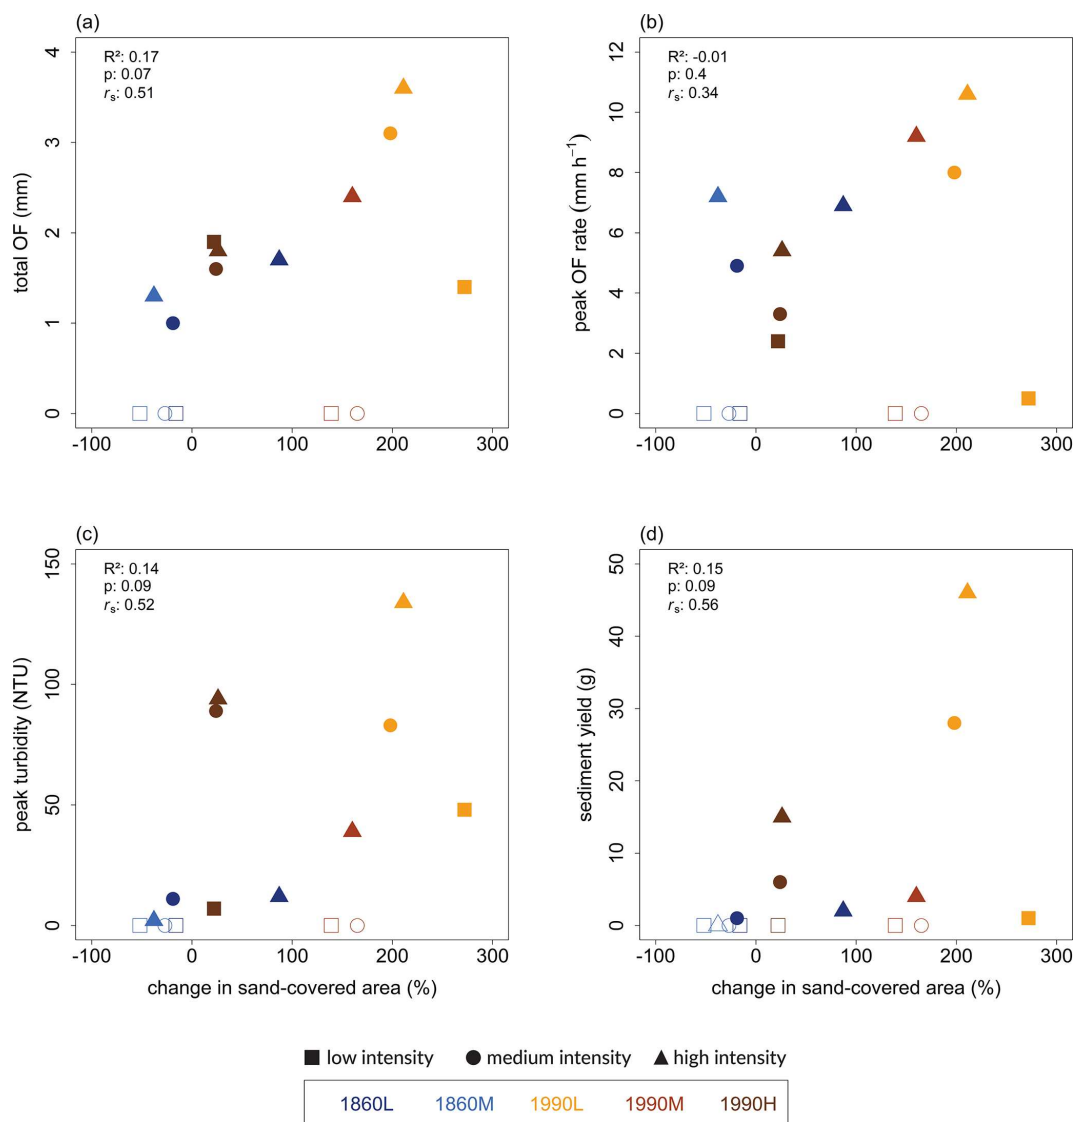 (a)
R²: 0.17
p: 0.07
rs: 0.51
total OF (mm)
4
3
2
1
0
-100 0 100 200 300
(b)
R²: -0.01
p: 0.4
rs: 0.34
peak OF rate (mm h⁻¹)
12
10
8
6
4
2
0
-100 0 100 200 300
(c)
R²: 0.14
p: 0.09
rs: 0.52
peak turbidity (NTU)
150
100
50
0
-100 0 100 200 300
change in sand-covered area (%)
(d)
R²: 0.15
p: 0.09
rs: 0.56
sediment yield (g)
50
40
30
20
10
0
-100 0 100 200 300
change in sand-covered area (%)
low intensity medium intensity high intensity
1860L 1860M 1990L 1990M 1990H